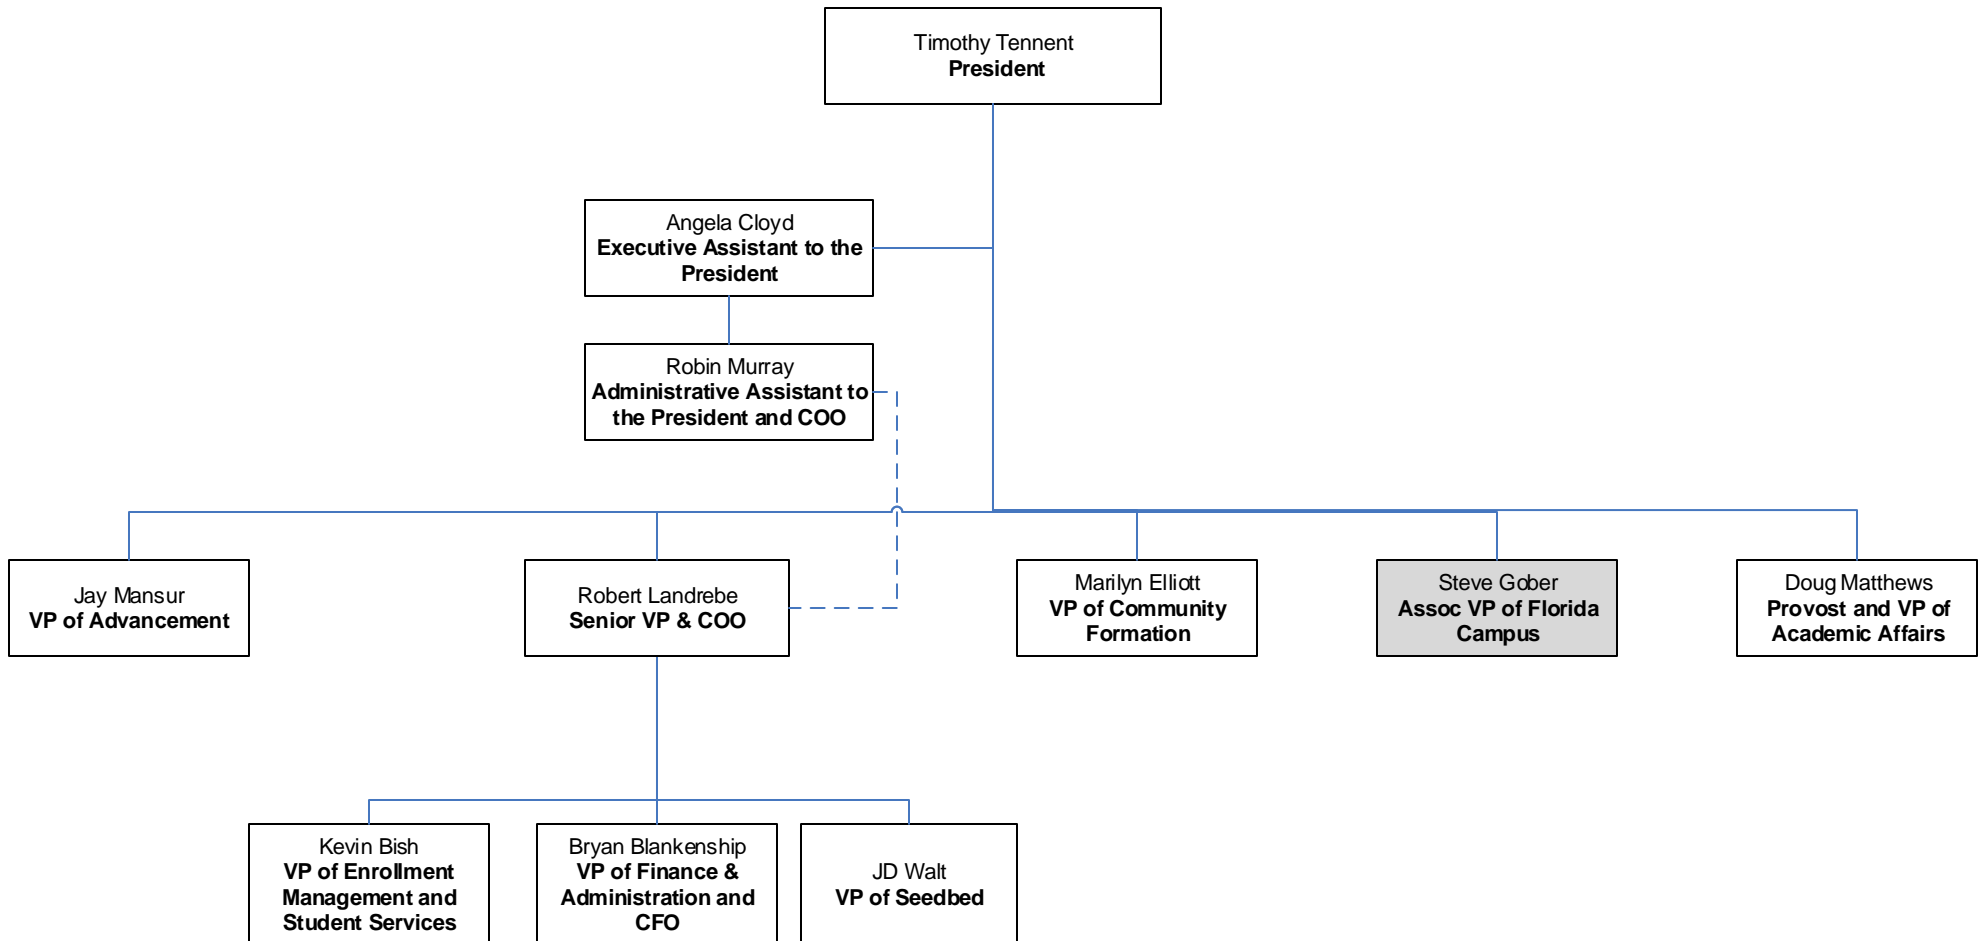 Timothy Tennent
President
Angela Cloyd
Executive Assistant to the
President
Robin Murray
Administrative Assistant to
the President and COO
Jay Mansur
VP of Advancement
Robert Landrebe
Senior VP & COO
Marilyn Elliott
VP of Community
Formation
Steve Gober
Assoc VP of Florida
Campus
Doug Matthews
Provost and VP of
Academic Affairs
Kevin Bish
VP of Enrollment
Management and
Student Services
Bryan Blankenship
VP of Finance &
Administration and
CFO
JD Walt
VP of Seedbed